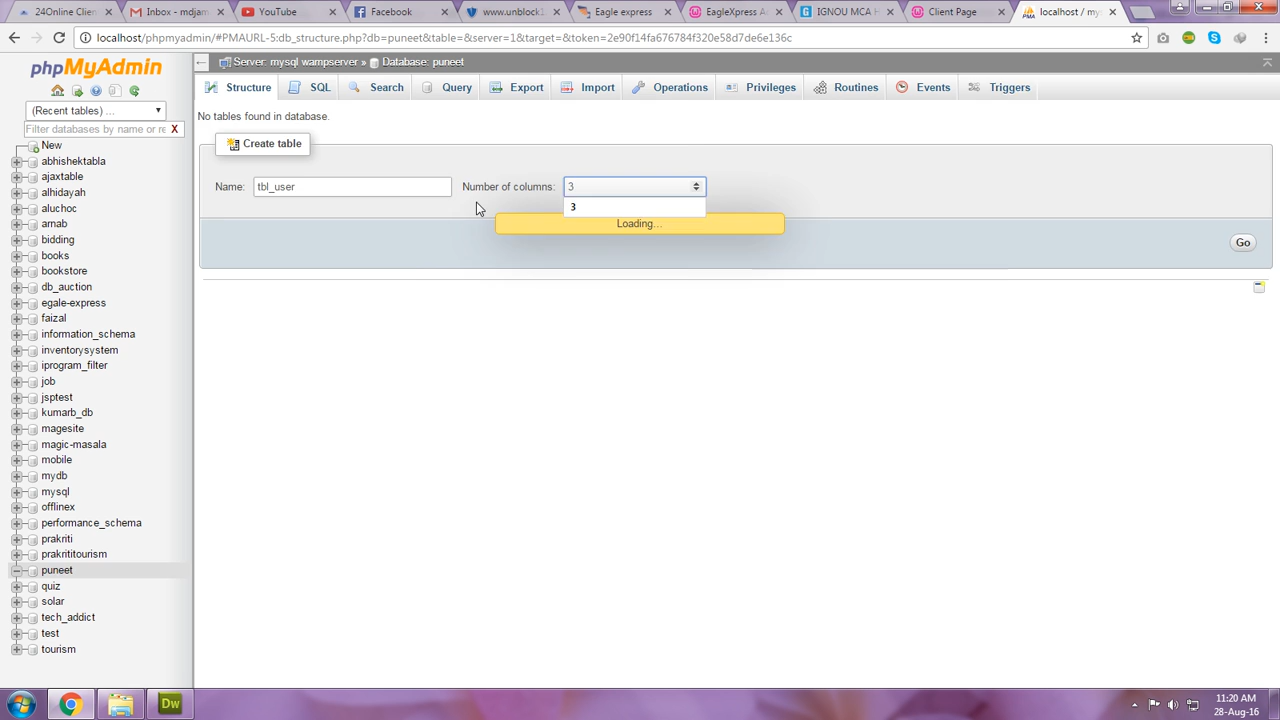 24Online Clien
Inbox - mdjam
YouTube
Facebook
www.unblock1
Eagle express
EagleXpress A
IGNOU MCA H
Client Page
localhost / my
localhost/phpmyadmin/#PMAURL-5:db_structure.php?db=puneet&table=&server=1&target=&token=2e90f14fa676784f320e58d7de6e136c
phpMyAdmin
(Recent tables) ...
Filter databases by name or re
X
New
abhishektabla
ajaxtable
alhidayah
aluchoc
arnab
bidding
books
bookstore
db_auction
egale-express
faizal
information_schema
inventorysystem
iprogram_filter
job
jsptest
kumarb_db
magesite
magic-masala
mobile
mydb
mysql
offlinex
performance_schema
prakriti
prakrititourism
puneet
quiz
solar
tech_addict
test
tourism
Server: mysql wampserver » Database: puneet
Structure
SQL
Search
Query
Export
Import
Operations
Privileges
Routines
Events
Triggers
No tables found in database.
Create table
Name: tbl_user
Number of columns: 3
3
Loading...
Go
Dw
11:20 AM
28-Aug-16